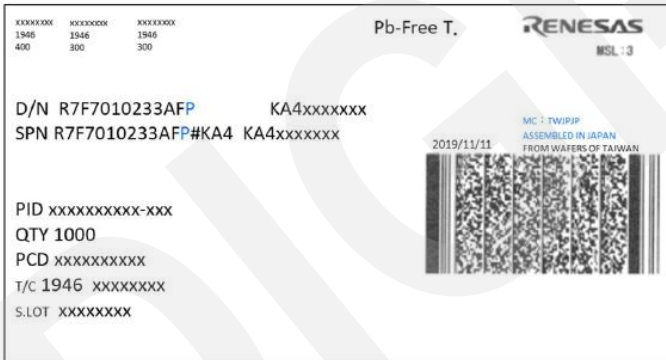 xxxxxxxx xxxxxxxx xxxxxxxx
1946 1946 1946
400 300 300
Pb-Free T.
RENESAS
MSL : 3
D/N R7F7010233AFP KA4xxxxxxx
SPN R7F7010233AFP#KA4 KA4xxxxxxx
MC : TWJPJP
ASSEMBLED IN JAPAN
2019/11/11 FROM WAFERS OF TAIWAN
PID xxxxxxxxxx-xxx
QTY 1000
PCD xxxxxxxxxx
T/C 1946 xxxxxxxx
S.LOT xxxxxxxx